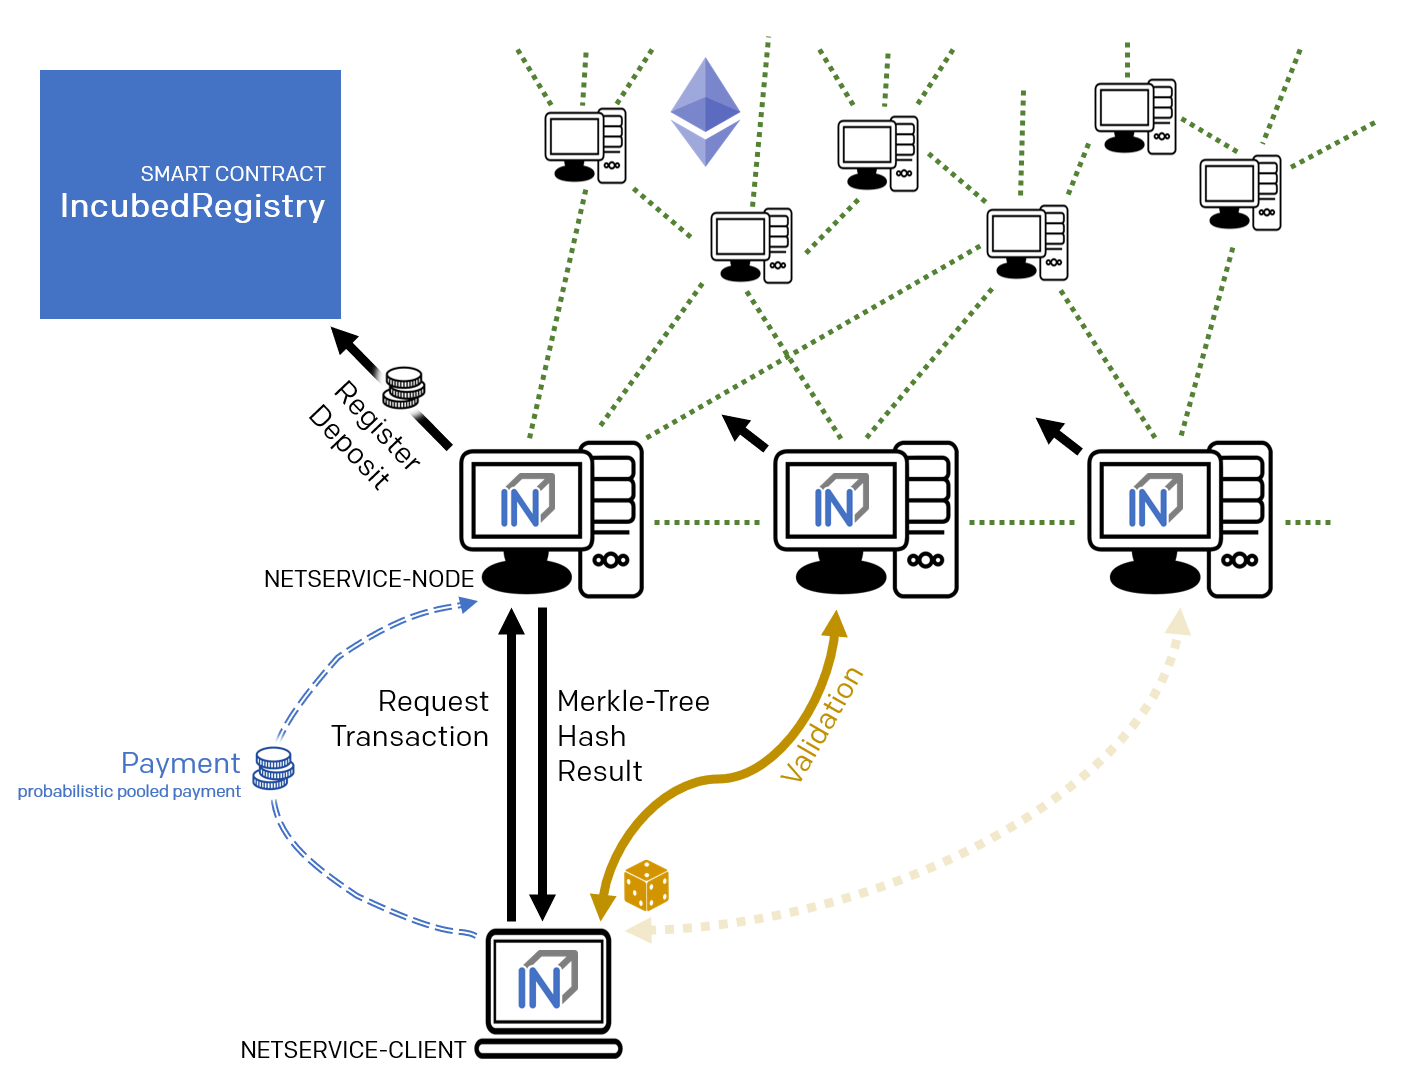 SMART CONTRACT
IncubedRegistry
Register
Deposit
IN
IN
IN
NETSERVICE-NODE
Request
Transaction
Merkle-Tree
Hash
Result
Validation
Payment
probabilistic pooled payment
IN
NETSERVICE-CLIENT